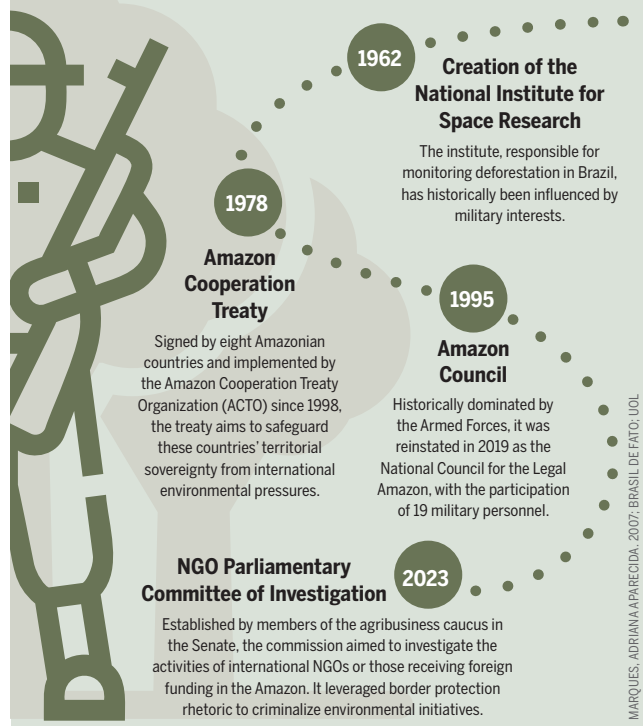 1962
Creation of the
National Institute for
Space Research
The institute, responsible for
monitoring deforestation in Brazil,
has historically been influenced by
military interests.
1978
Amazon
Cooperation
Treaty
Signed by eight Amazonian
countries and implemented by
the Amazon Cooperation Treaty
Organization (ACTO) since 1998,
the treaty aims to safeguard
these countries’ territorial
sovereignty from international
environmental pressures.
1995
Amazon
Council
Historically dominated by
the Armed Forces, it was
reinstated in 2019 as the
National Council for the Legal
Amazon, with the participation
of 19 military personnel.
2023
NGO Parliamentary
Committee of Investigation
Established by members of the agribusiness caucus in
the Senate, the commission aimed to investigate the
activities of international NGOs or those receiving foreign
funding in the Amazon. It leveraged border protection
rhetoric to criminalize environmental initiatives.
MARQUES, ADRIANA APARECIDA. 2007; BRASIL DE FATO; UOL